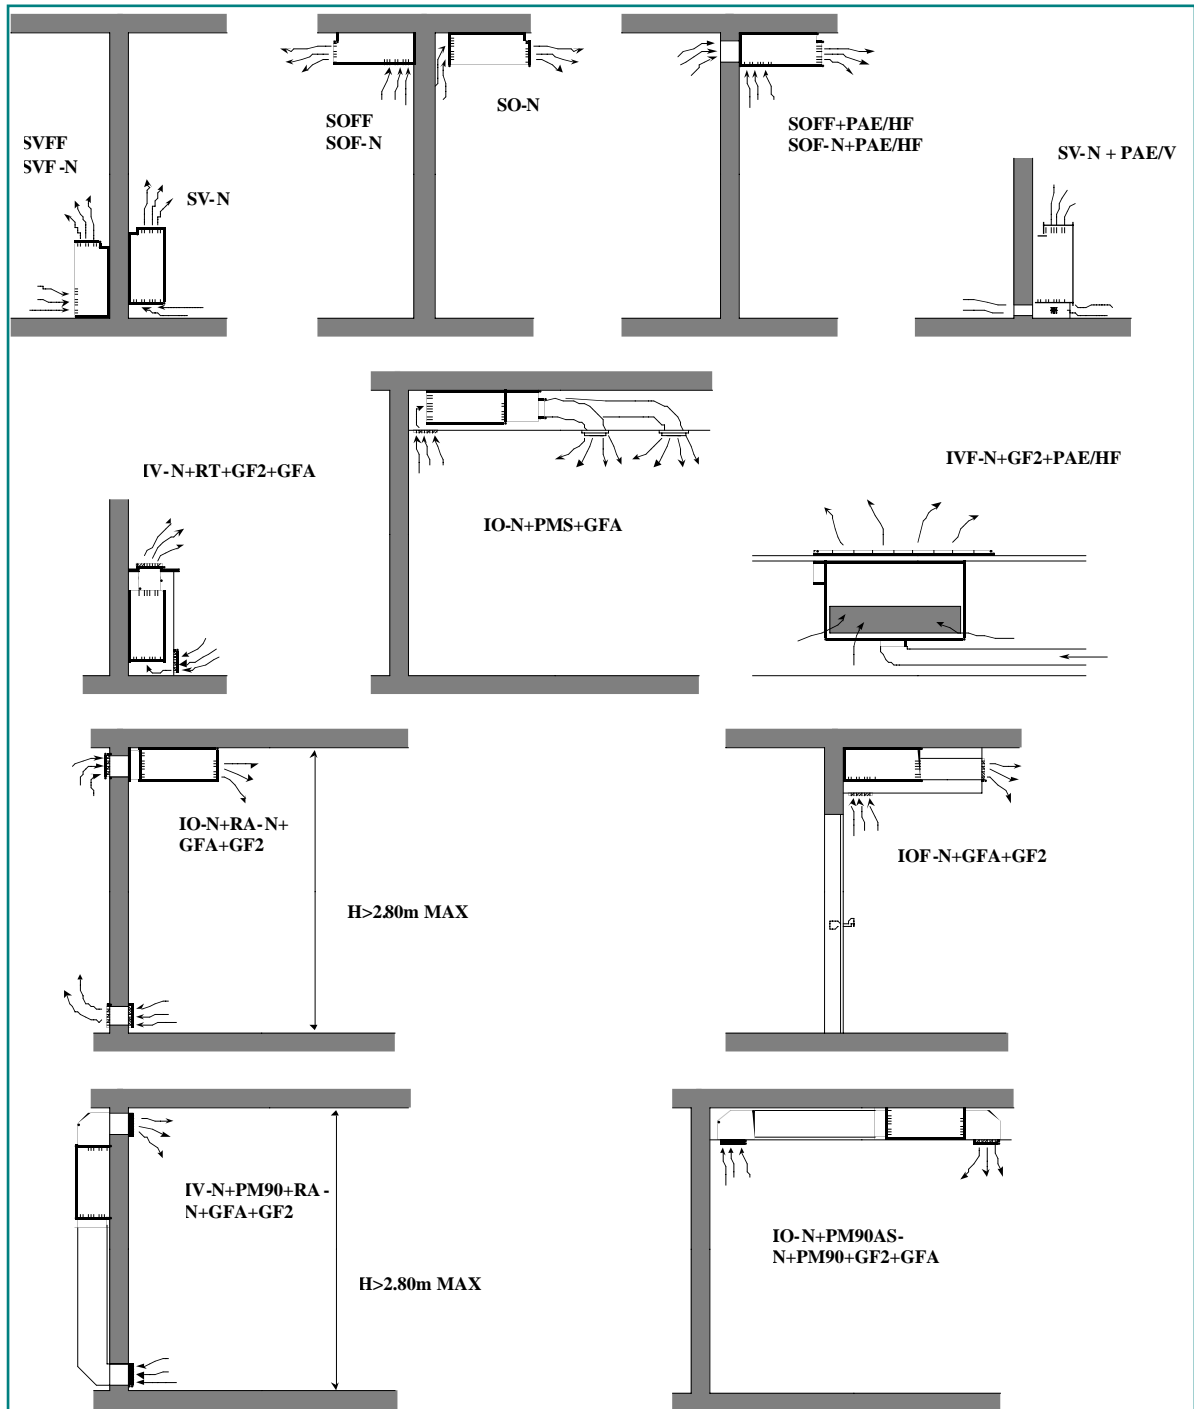 SVFF
SVF-N
SV-N
SOFF
SOF-N
SO-N
SOFF+PAE/HF
SOF-N+PAE/HF
SV-N + PAE/V
IV-N+RT+GF2+GFA
IO-N+PMS+GFA
IVF-N+GF2+PAE/HF
IO-N+RA-N+
GFA+GF2
H>2.80m MAX
IOF-N+GFA+GF2
IV-N+PM90+RA-
N+GFA+GF2
H>2.80m MAX
IO-N+PM90AS-
N+PM90+GF2+GFA